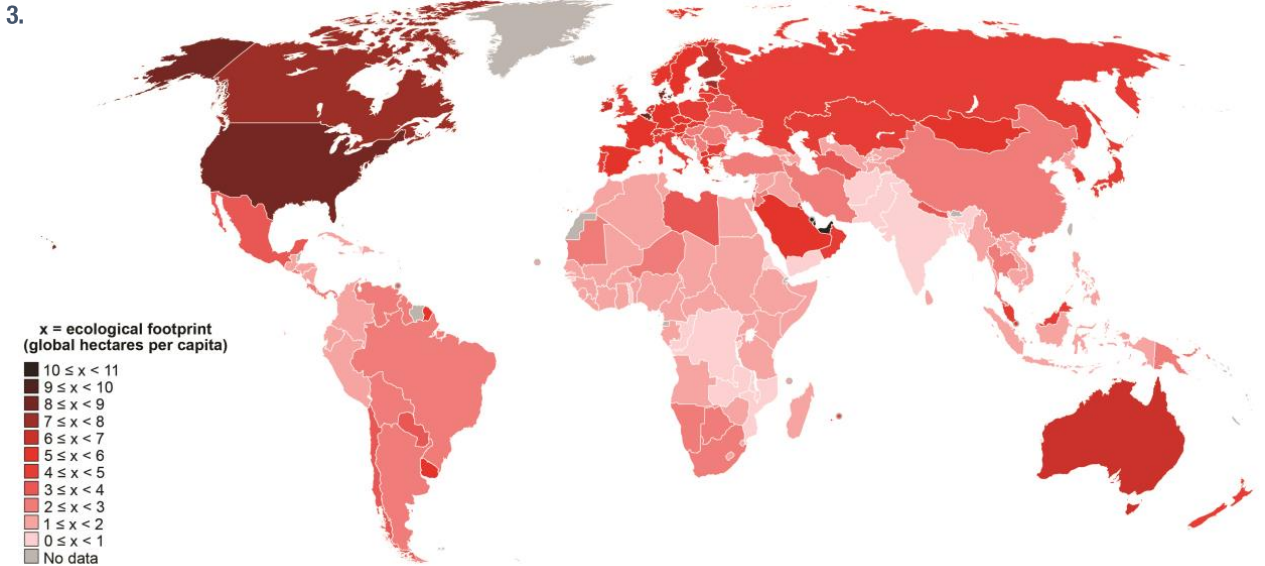 3.
x = ecological footprint
(global hectares per capita)
10 ≤ x < 11
9 ≤ x < 10
8 ≤ x < 9
7 ≤ x < 8
6 ≤ x < 7
5 ≤ x < 6
4 ≤ x < 5
3 ≤ x < 4
2 ≤ x < 3
1 ≤ x < 2
0 ≤ x < 1
No data